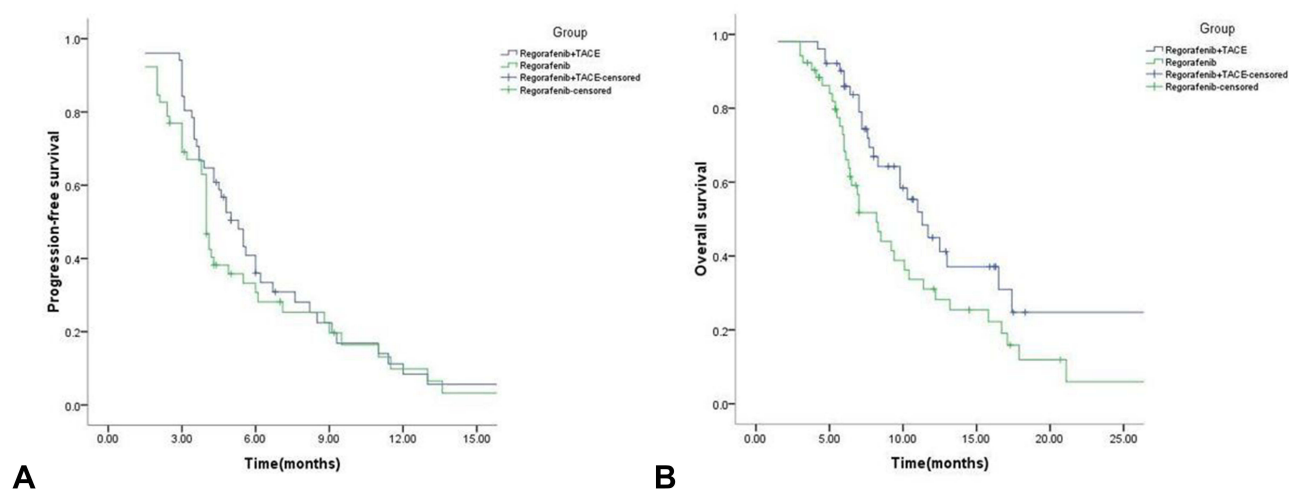 Group
Regorafenib+TACE
Regorafenib
Regorafenib+TACE-censored
Regorafenib-censored
Progression-free survival
1.0
0.8
0.6
0.4
0.2
0.0
0.00 3.00 6.00 9.00 12.00 15.00
Time(months)
A
Group
Regorafenib+TACE
Regorafenib
Regorafenib+TACE-censored
Regorafenib-censored
Overall survival
1.0
0.8
0.6
0.4
0.2
0.0
0.00 5.00 10.00 15.00 20.00 25.00
Time(months)
B